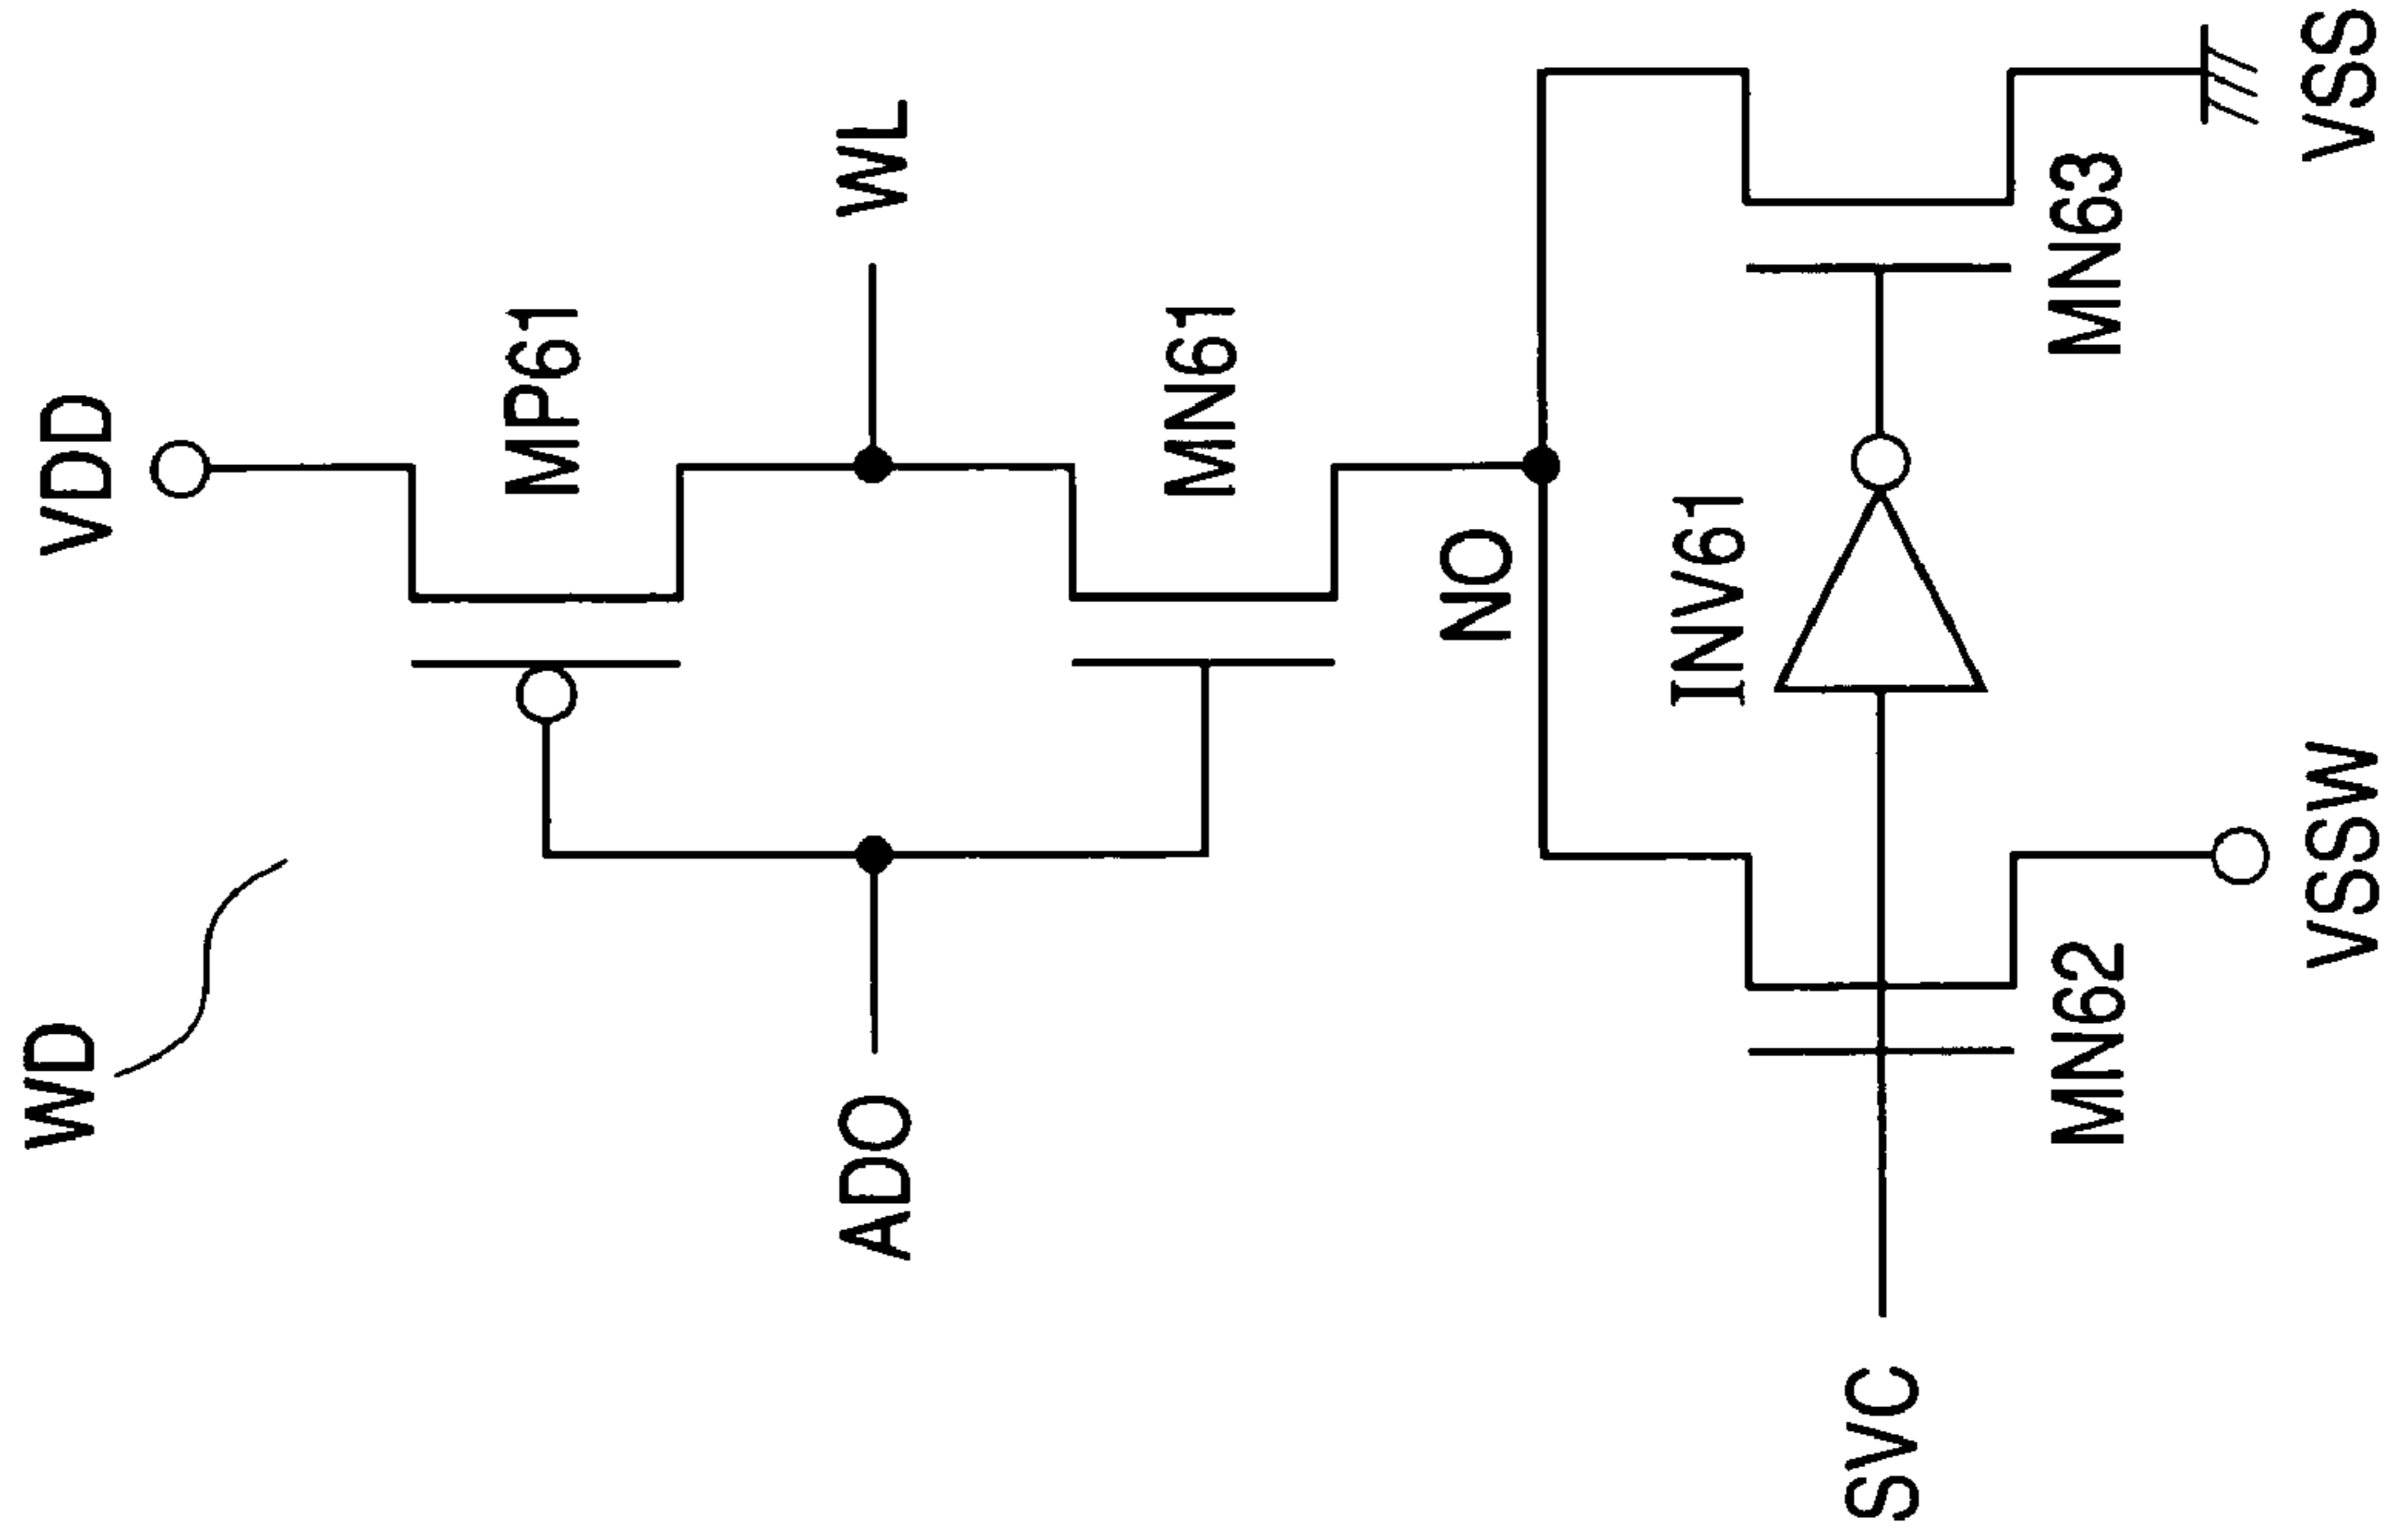 WD
VDD
MP61
ADO
WL
MN61
NO
INV61
SVC
MN62
MN63
VSSW
VSS